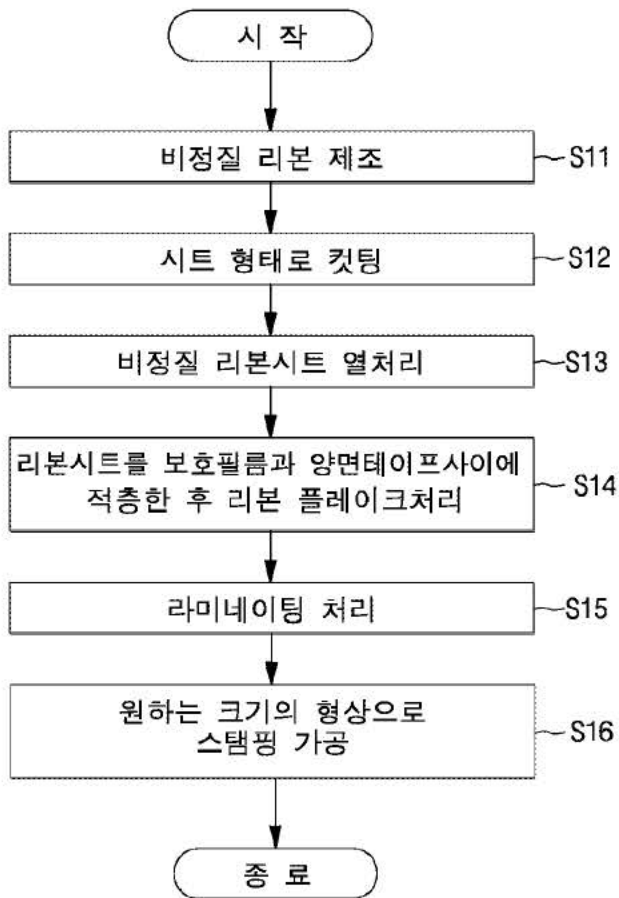 시 작
비정질 리본 제조
S11
시트 형태로 컷팅
S12
비정질 리본시트 열처리
S13
리본시트를 보호필름과 양면테이프사이에
적층한 후 리본 플레이크처리
S14
라미네이팅 처리
S15
원하는 크기의 형상으로
스탬핑 가공
S16
종 료